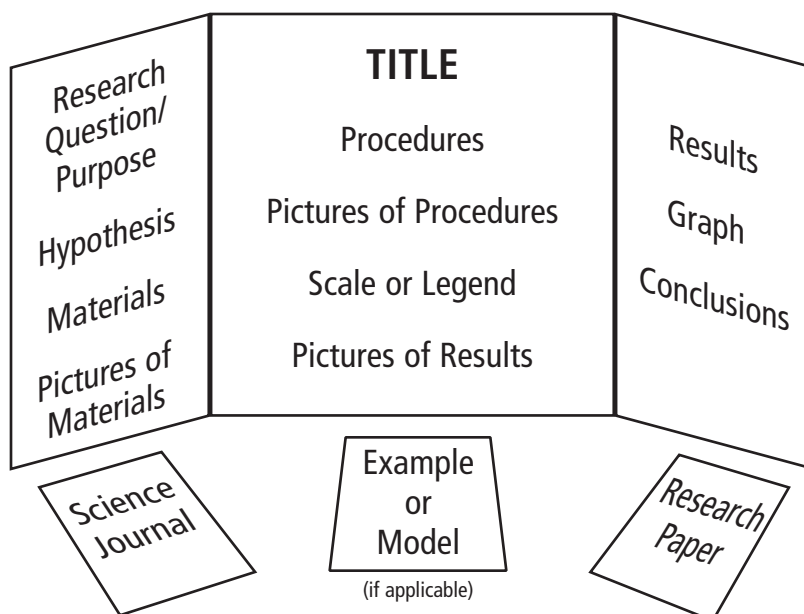 Research
Question/
Purpose
Hypothesis
Materials
Pictures of
Materials
TITLE
Procedures
Pictures of Procedures
Scale or Legend
Pictures of Results
Results
Graph
Conclusions
Science
Journal
Example
or
Model
(if applicable)
Research
Paper